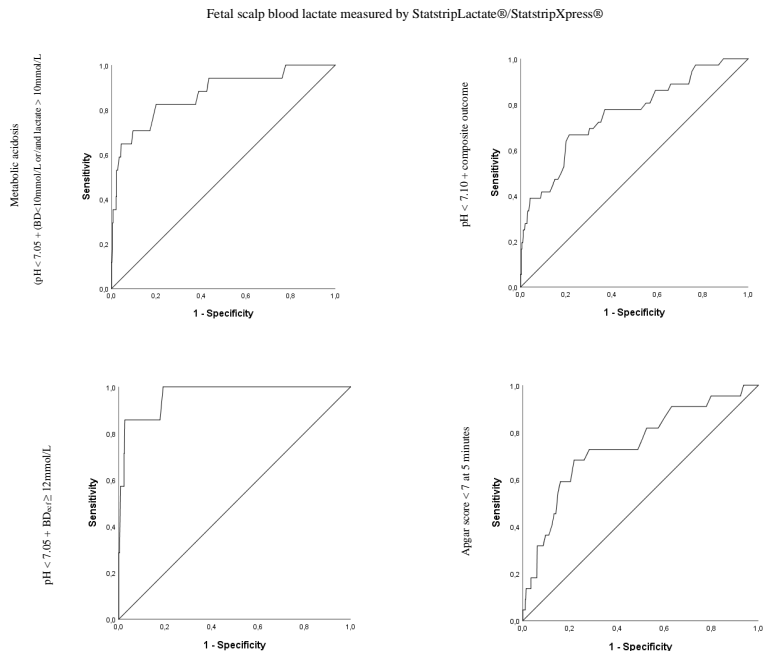 Fetal scalp blood lactate measured by StatstripLactate®/StatstripXpress®
Metabolic acidosis
(pH < 7.05 + (BD<10mmol/L or/and lactate > 10mmol/L
1,0
0,8
0,6
0,4
0,2
0,0
Sensitivity
0,0 0,2 0,4 0,6 0,8 1,0
1 - Specificity
pH < 7.10 + composite outcome
1,0
0,8
0,6
0,4
0,2
0,0
Sensitivity
0,0 0,2 0,4 0,6 0,8 1,0
1 - Specificity
pH < 7.05 + BDecf ≥ 12mmol/L
1,0
0,8
0,6
0,4
0,2
0,0
Sensitivity
0,0 0,2 0,4 0,6 0,8 1,0
1 - Specificity
Apgar score < 7 at 5 minutes
1,0
0,8
0,6
0,4
0,2
0,0
Sensitivity
0,0 0,2 0,4 0,6 0,8 1,0
1 - Specificity